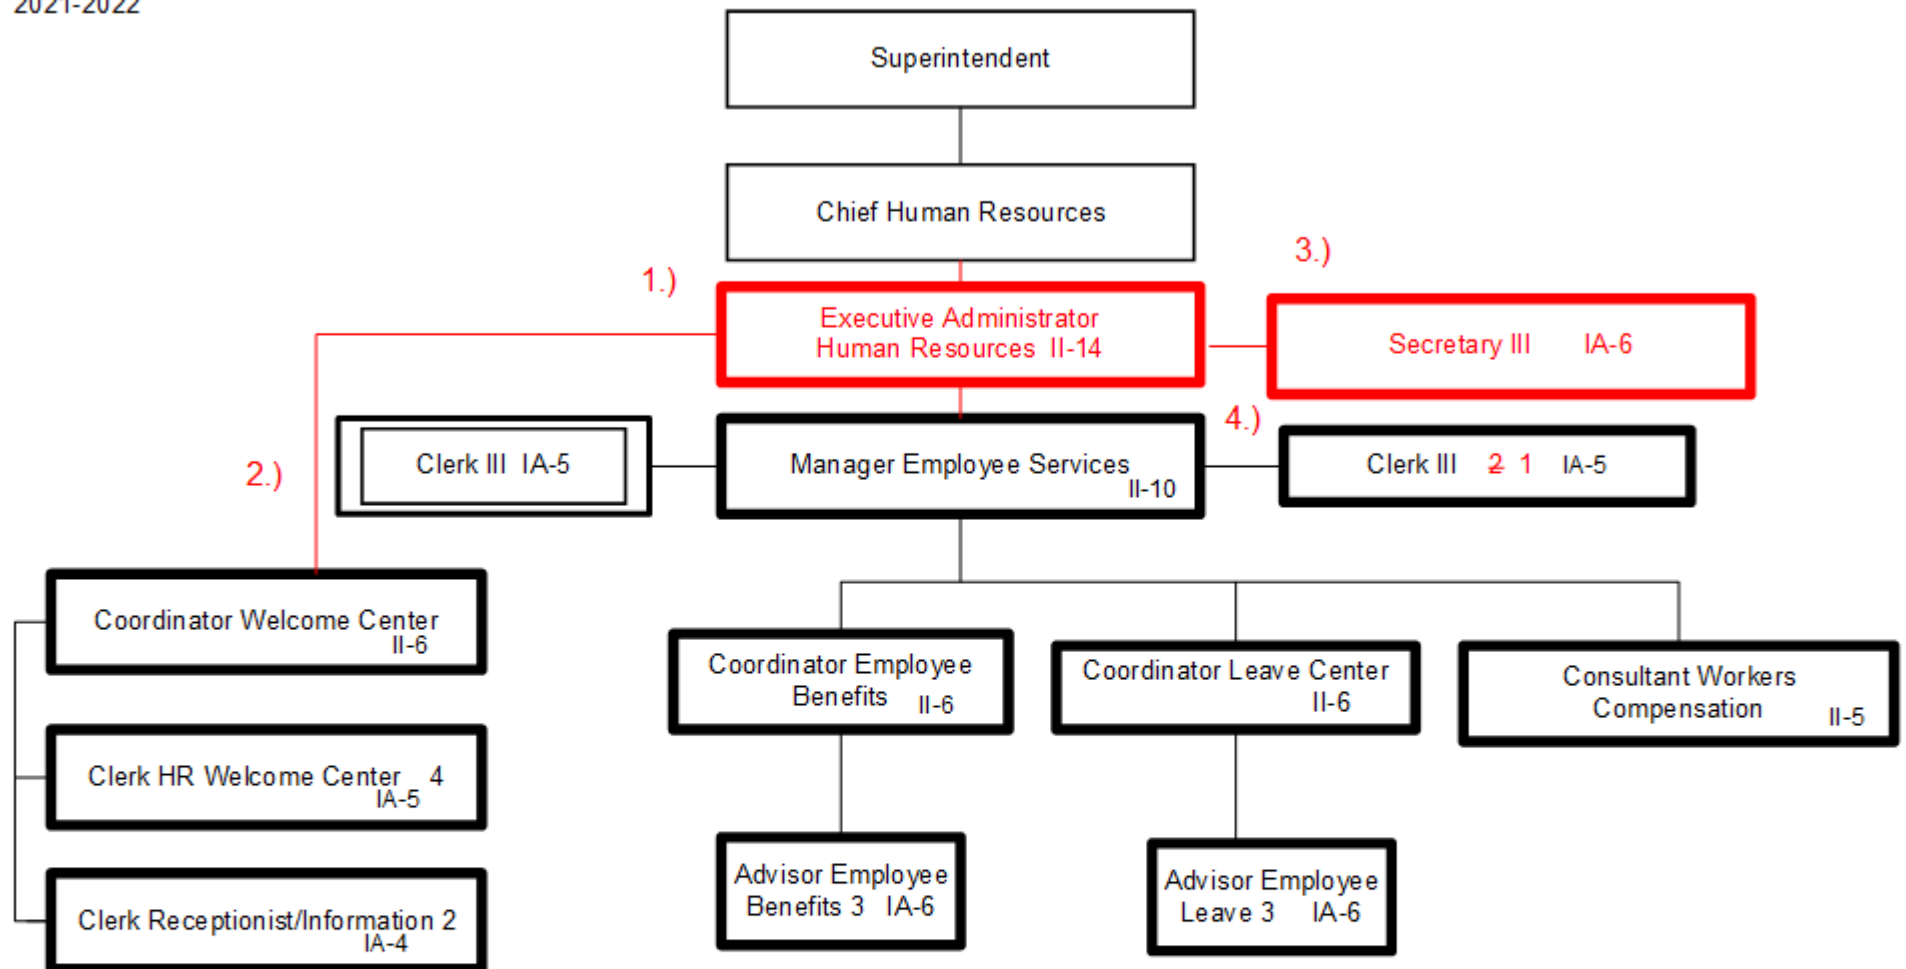 2021-2022
Superintendent
Chief Human Resources
1.)
Executive Administrator
Human Resources II-14
3.)
Secretary III IA-6
2.)
Clerk III IA-5
Manager Employee Services
II-10
4.)
Clerk III 2 1 IA-5
Coordinator Welcome Center
II-6
Clerk HR Welcome Center 4
IA-5
Clerk Receptionist/Information 2
IA-4
Coordinator Employee
Benefits II-6
Coordinator Leave Center
II-6
Consultant Workers
Compensation II-5
Advisor Employee
Benefits 3 IA-6
Advisor Employee
Leave 3 IA-6